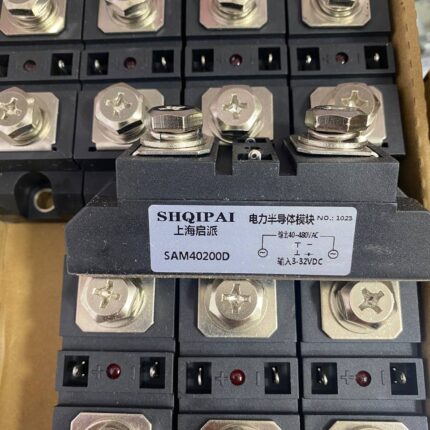 SHQIPAI
上海启派
SAM40200D
电力半导体模块 NO.: 1023
输出40-480VAC
输入3-32VDC